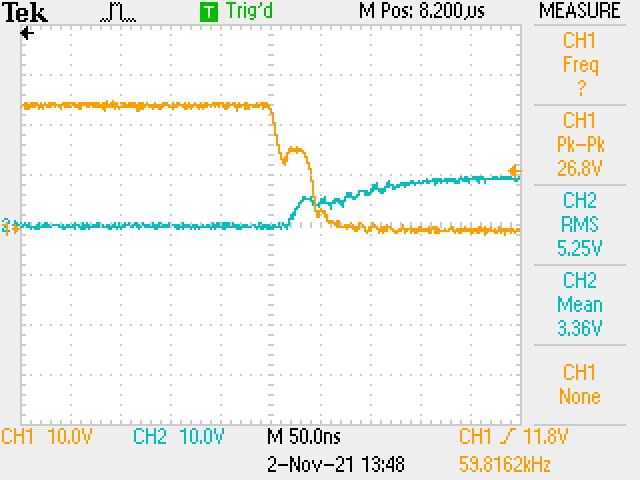 Tek T Trig'd M Pos: 8.200µs MEASURE
CH1
Freq
?
CH1
Pk-Pk
26.8V
CH2
RMS
5.25V
CH2
Mean
3.36V
CH1
None
CH1 10.0V CH2 10.0V M 50.0ns CH1 11.8V
2-Nov-21 13:48 59.8162kHz